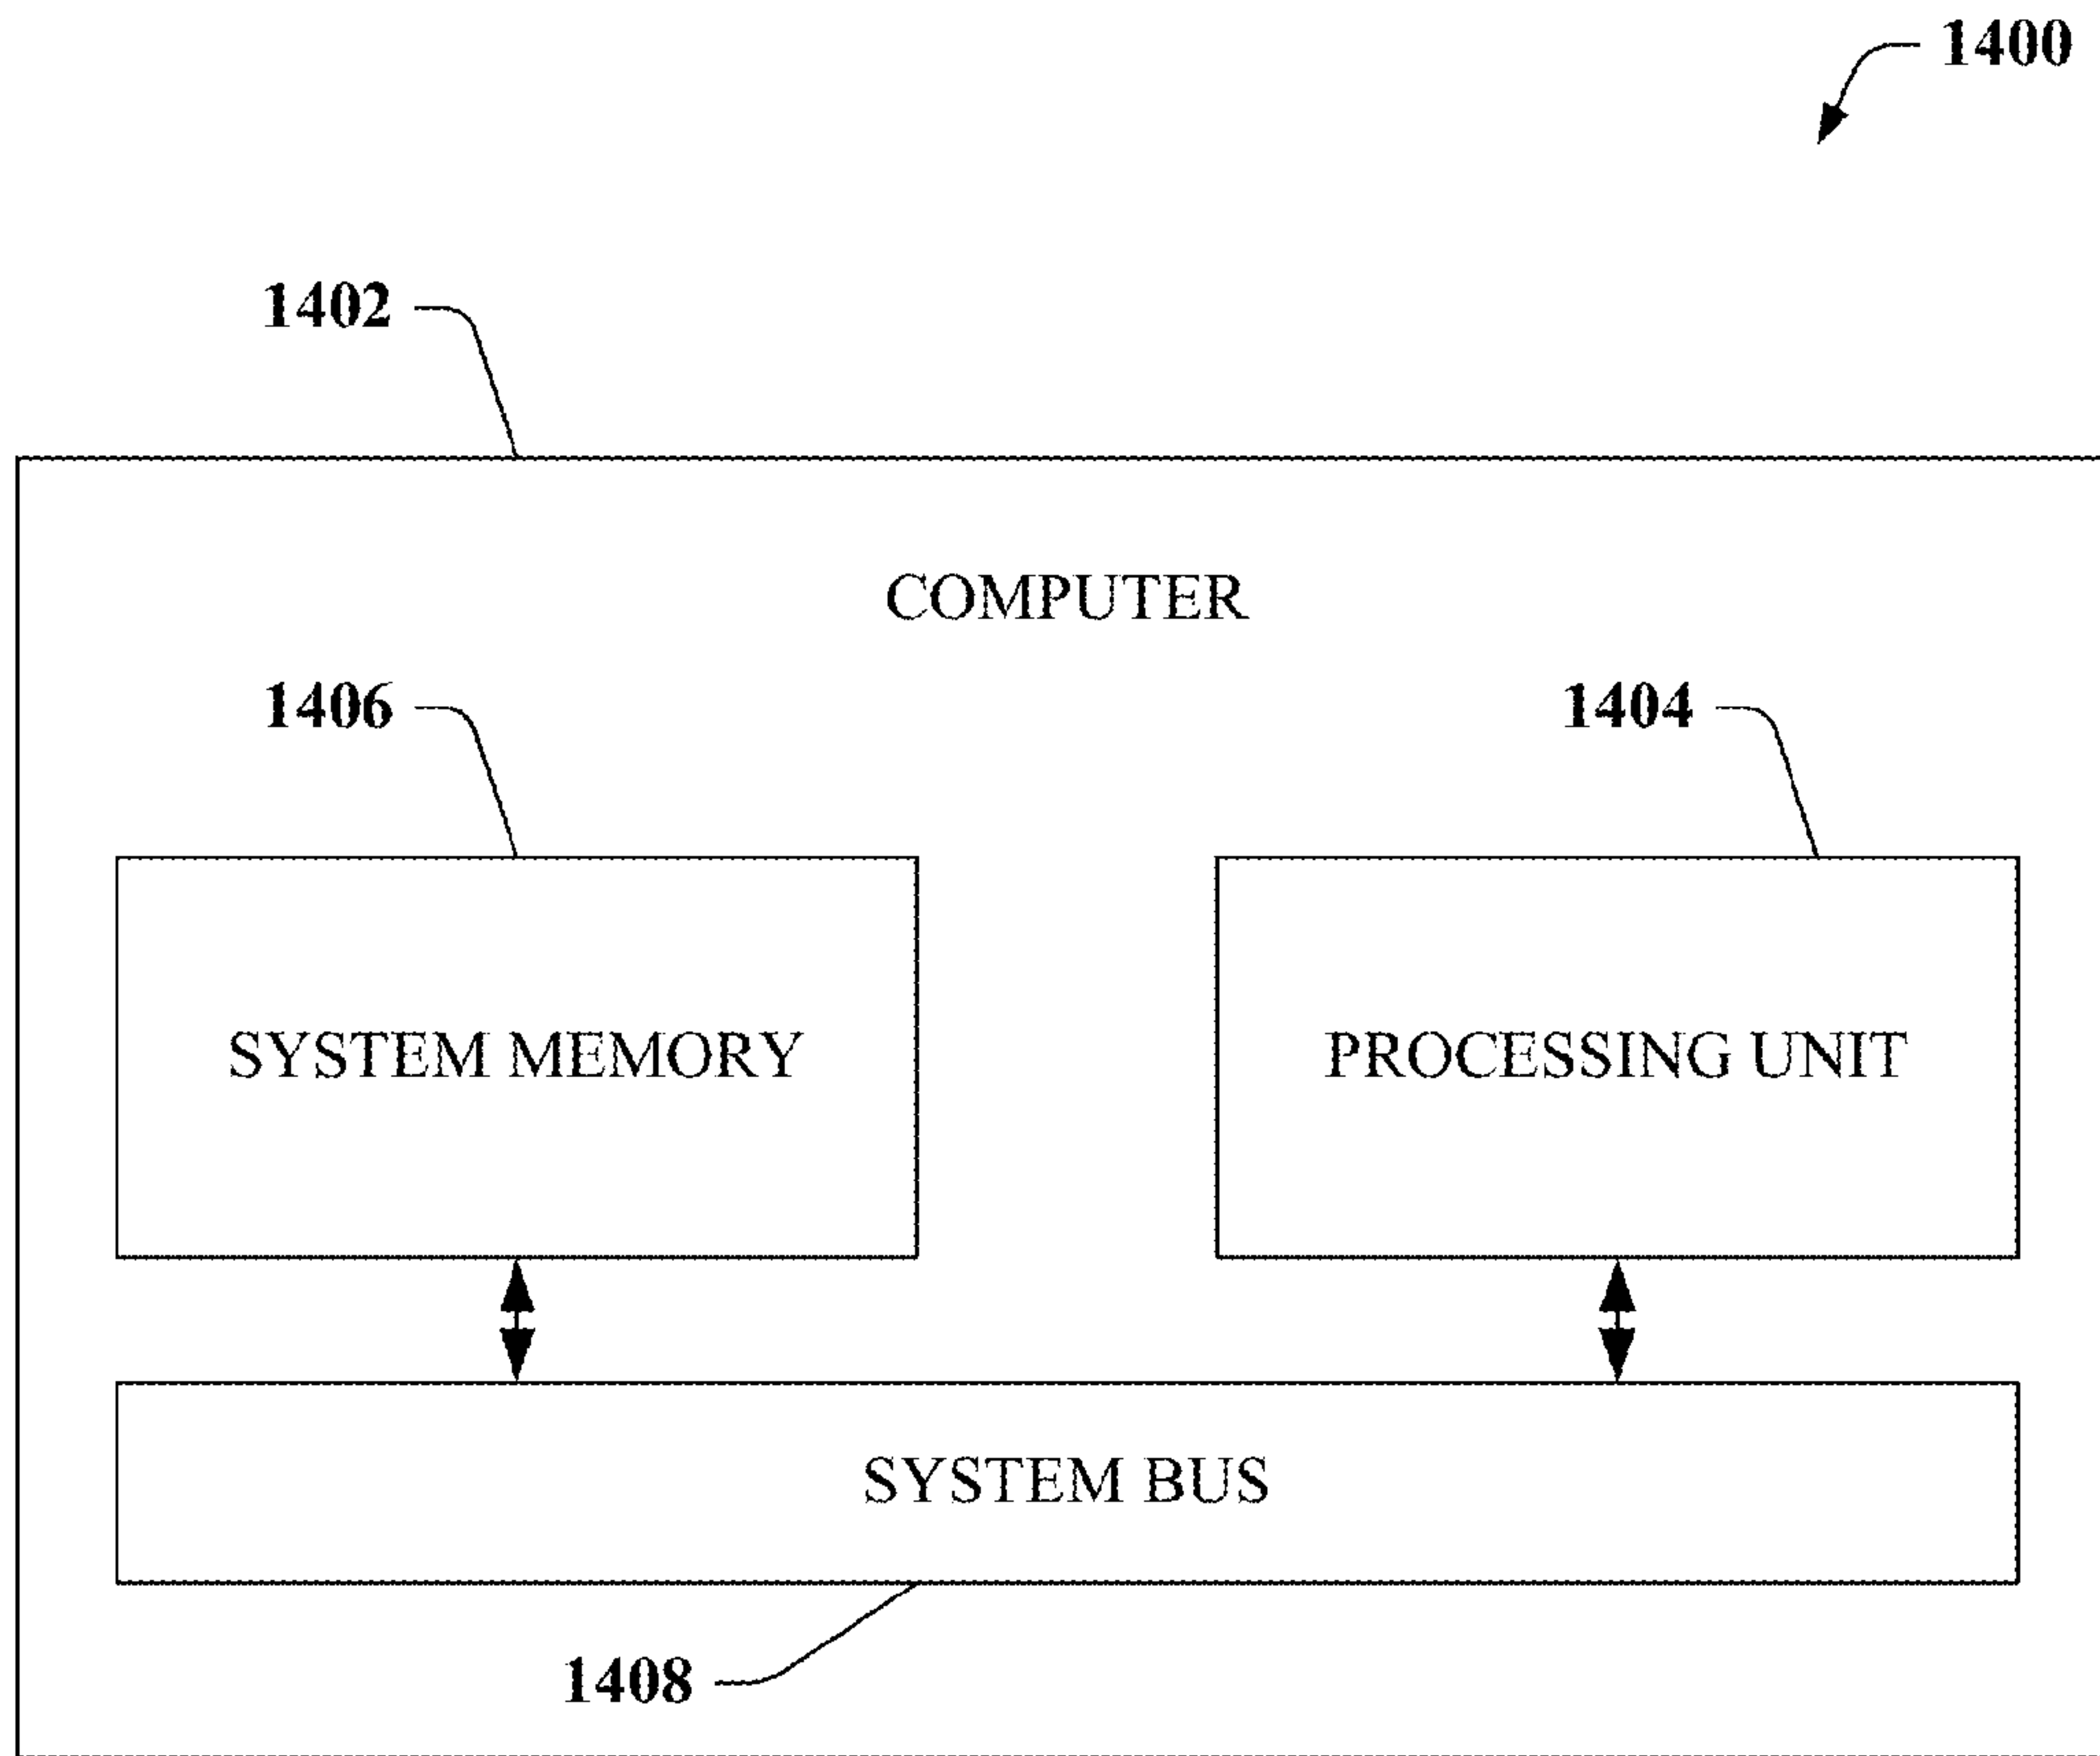 1400
1402
COMPUTER
1406
1404
SYSTEM MEMORY
PROCESSING UNIT
SYSTEM BUS
1408